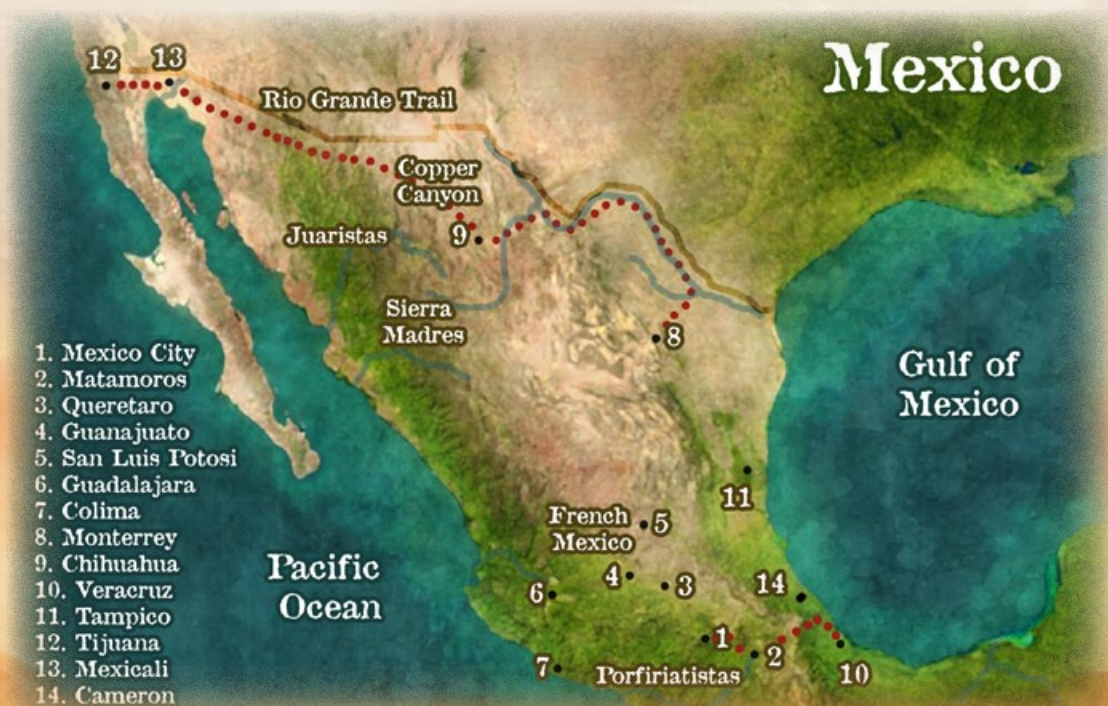 Mexico
12
13
Rio Grande Trail
Copper
Canyon
Juaristas
9
Sierra
Madres
8
Gulf of
Mexico
1. Mexico City
2. Matamoros
3. Queretaro
4. Guanajuato
5. San Luis Potosi
6. Guadalajara
7. Colima
8. Monterrey
9. Chihuahua
10. Veracruz
11. Tampico
12. Tijuana
13. Mexicali
14. Cameron
11
French
Mexico
5
Pacific
Ocean
4
3
14
6
1
2
7
Porfiriatistas
10